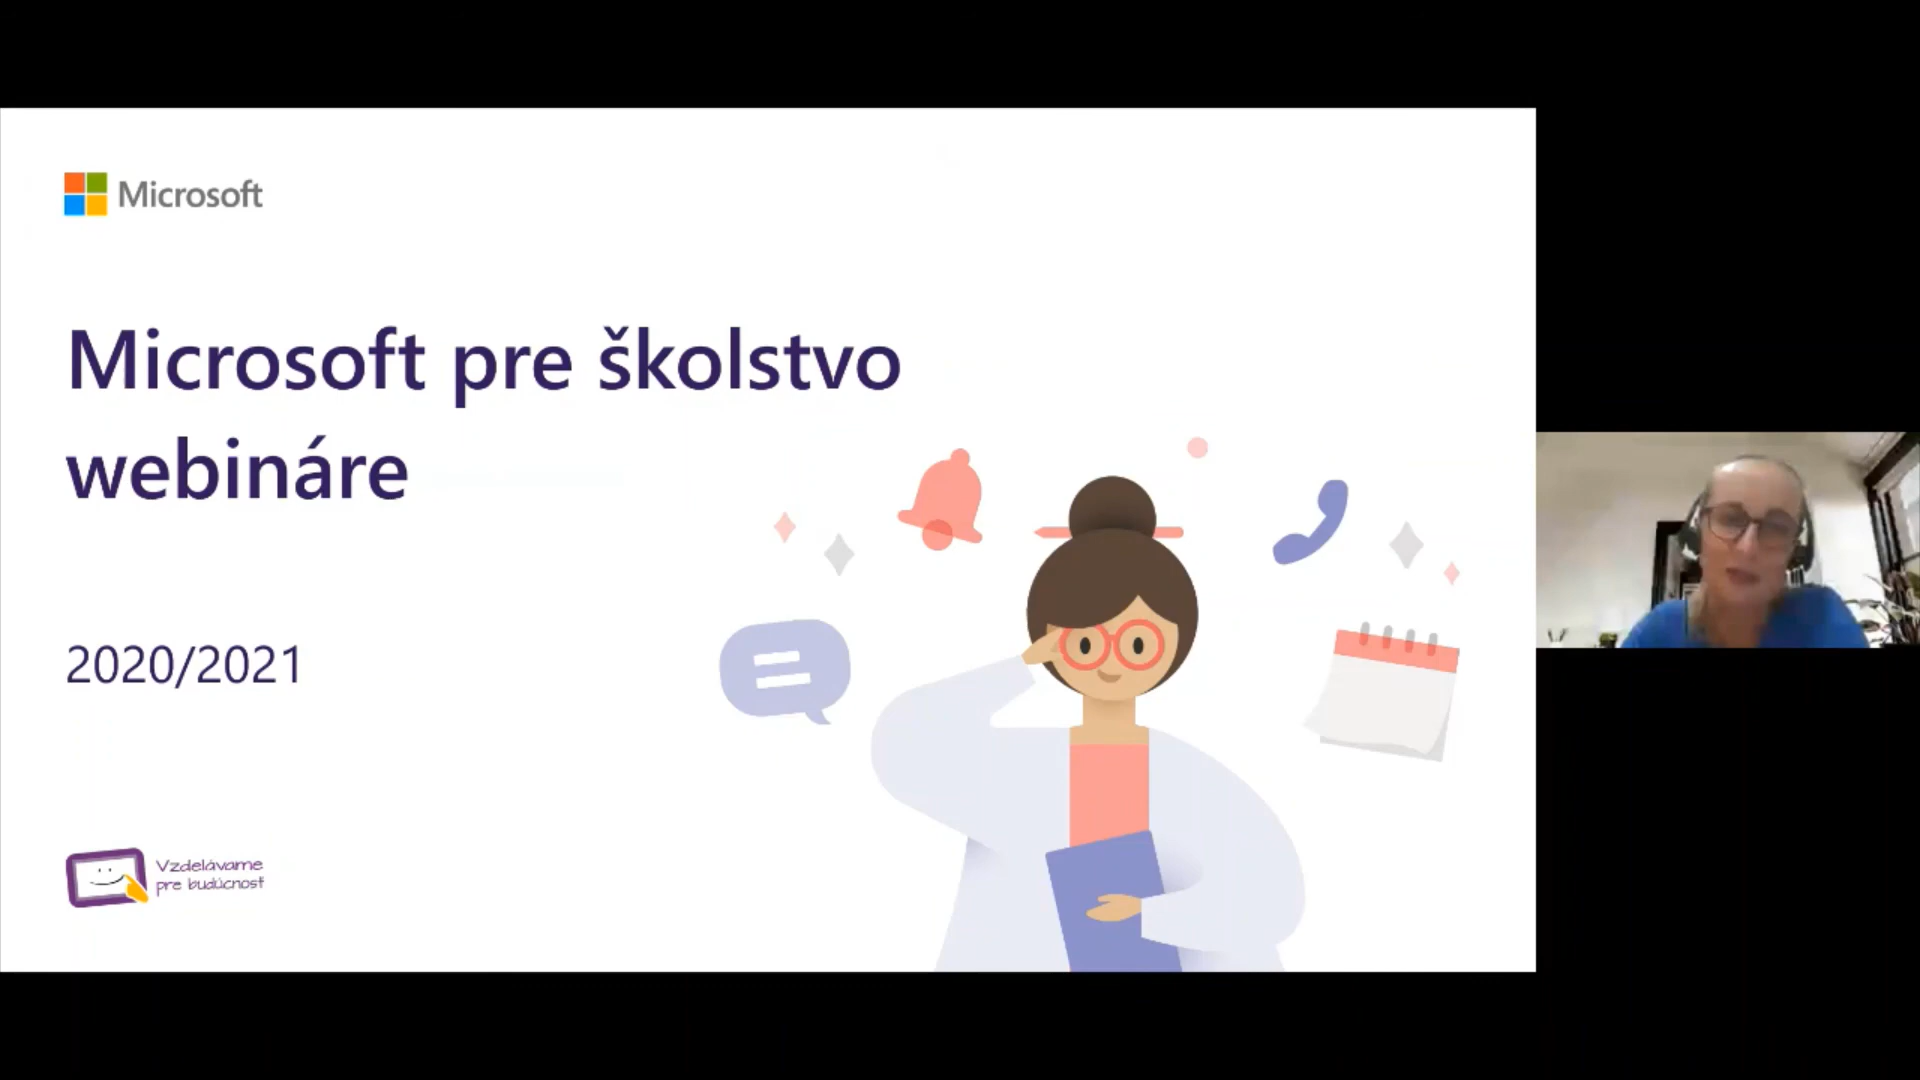 Microsoft
Microsoft pre školstvo
webináre
2020/2021
Vzdelávame
pre budúcnosť